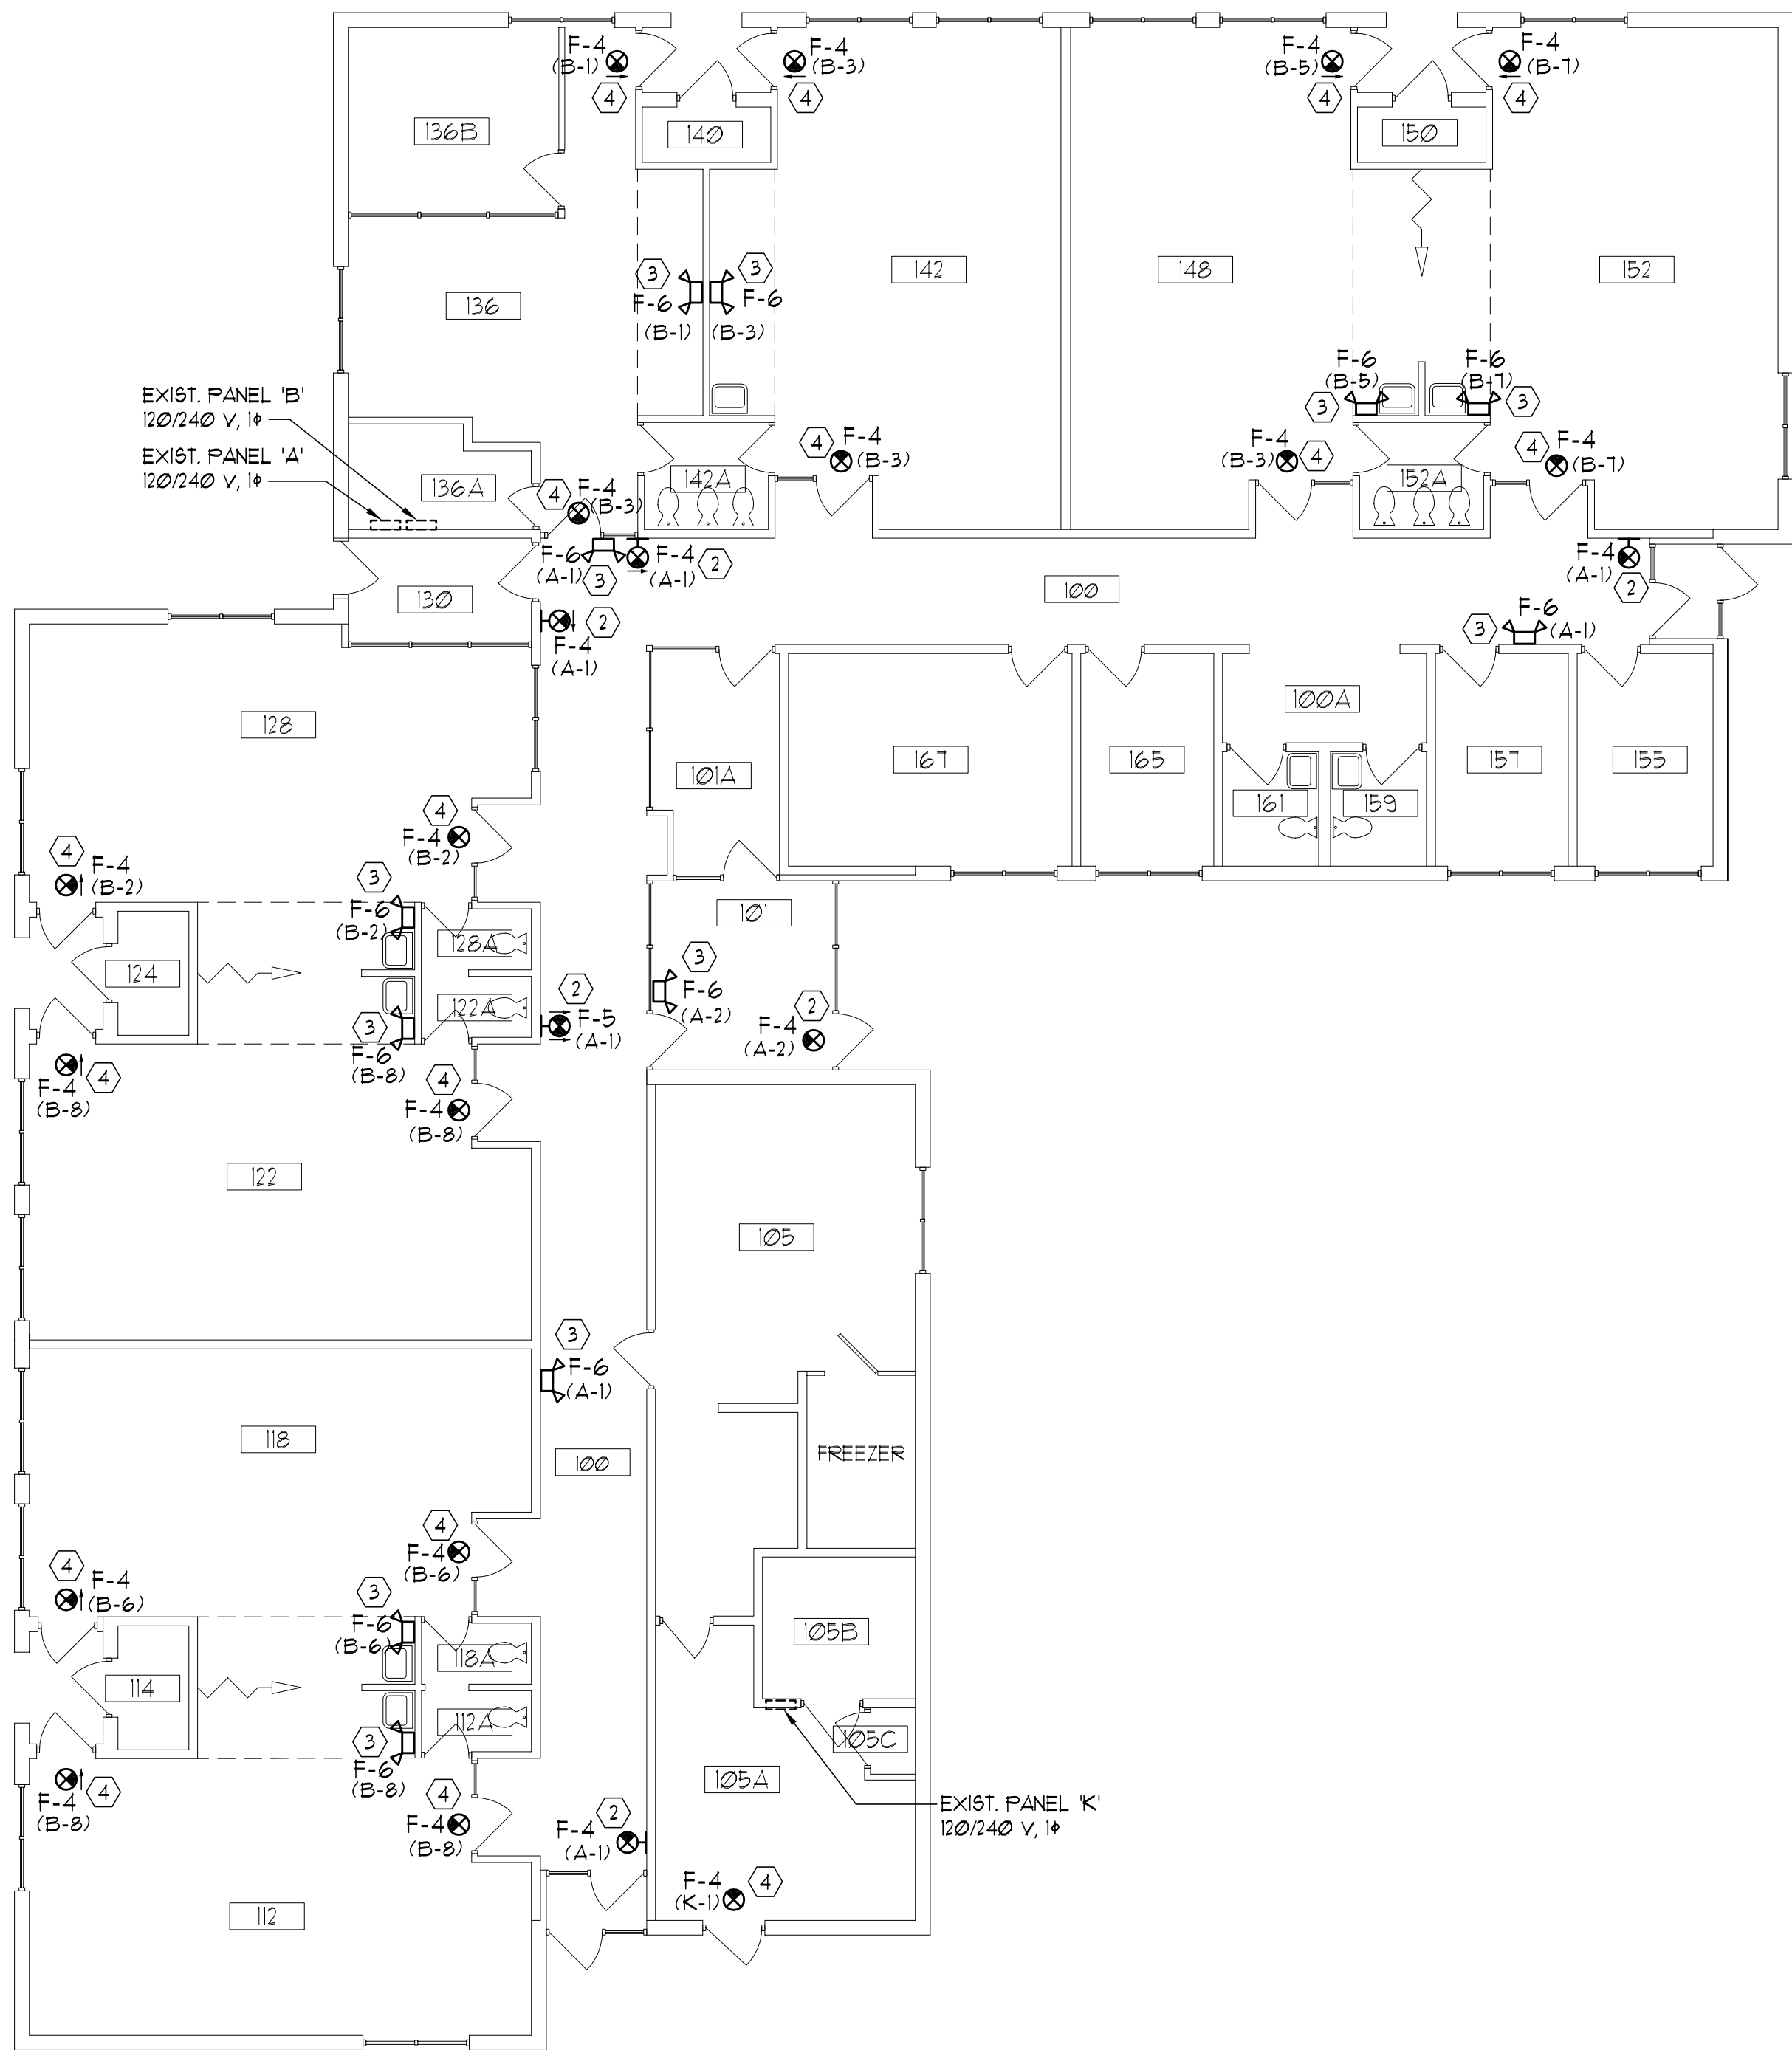 F-4
(B-1)
4
F-4
(B-3)
4
F-4
(B-5)
4
F-4
(B-7)
4
136B
140
150
136
142
148
152
3
F-6
(B-1)
3
F-6
(B-3)
F-6
(B-5)
3
F-6
(B-7)
3
EXIST. PANEL 'B'
120/240 V, 1φ
EXIST. PANEL 'A'
120/240 V, 1φ
136A
4
F-4
(B-3)
142A
4
F-4
(B-3)
F-4
(B-3)
4
152A
4
F-4
(B-7)
F-6
(A-1)
3
F-4
(A-1)
2
F-4
(A-1)
2
130
100
2
F-4
(A-1)
3
F-6
(A-1)
128
101A
167
165
100A
161
159
157
155
4
F-4
(B-2)
4
F-4
(B-2)
3
F-6
(B-2)
128A
101
124
122A
3
F-6
(B-8)
2
F-5
(A-1)
3
F-6
(A-2)
2
F-4
(A-2)
F-4
(B-8)
4
4
F-4
(B-8)
122
105
3
F-6
(A-1)
118
100
FREEZER
4
F-4
(B-6)
4
F-4
(B-6)
3
F-6
(B-6)
118A
105B
114
112A
3
F-6
(B-8)
105C
105A
F-4
(B-8)
4
4
F-4
(B-8)
EXIST. PANEL 'K'
120/240 V, 1φ
2
F-4
(A-1)
F-4
(K-1)
4
112